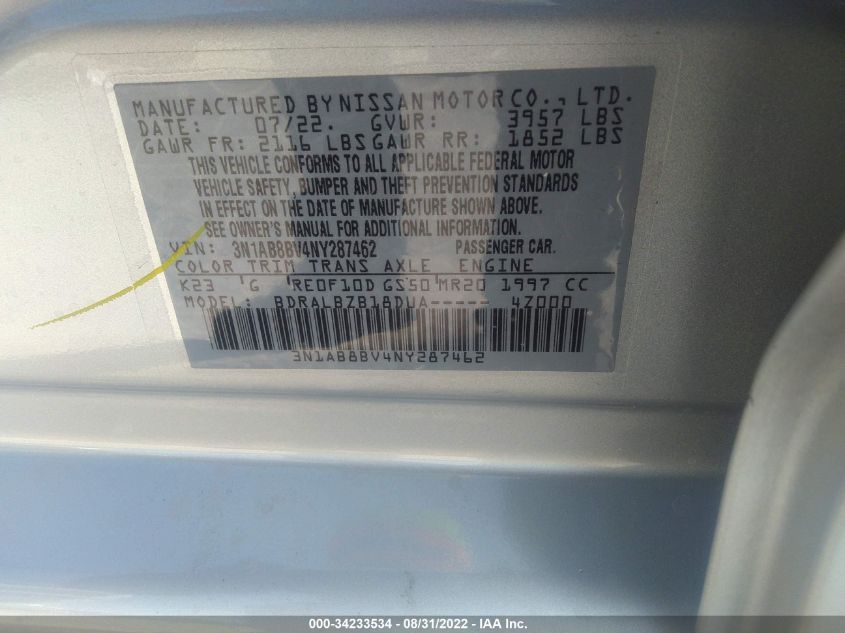 MANUFACTURED BY NISSAN MOTOR CO., LTD.
DATE: 07/22. GVWR: 3957 LBS
GAWR FR: 2116 LBS GAWR RR: 1852 LBS
THIS VEHICLE CONFORMS TO ALL APPLICABLE FEDERAL MOTOR
VEHICLE SAFETY, BUMPER AND THEFT PREVENTION STANDARDS
IN EFFECT ON THE DATE OF MANUFACTURE SHOWN ABOVE.
SEE OWNER'S MANUAL FOR ADDITIONAL INFORMATION.
VIN: 3N1AB8BV4NY287462 PASSENGER CAR.
COLOR TRIM TRANS AXLE ENGINE
K23 G RE0F10D GS50 MR20 1997 CC
MODEL: BDRALBZB18DUA----- 4Z000
3N1AB8BV4NY287462
000-34233534 - 08/31/2022 - IAA Inc.